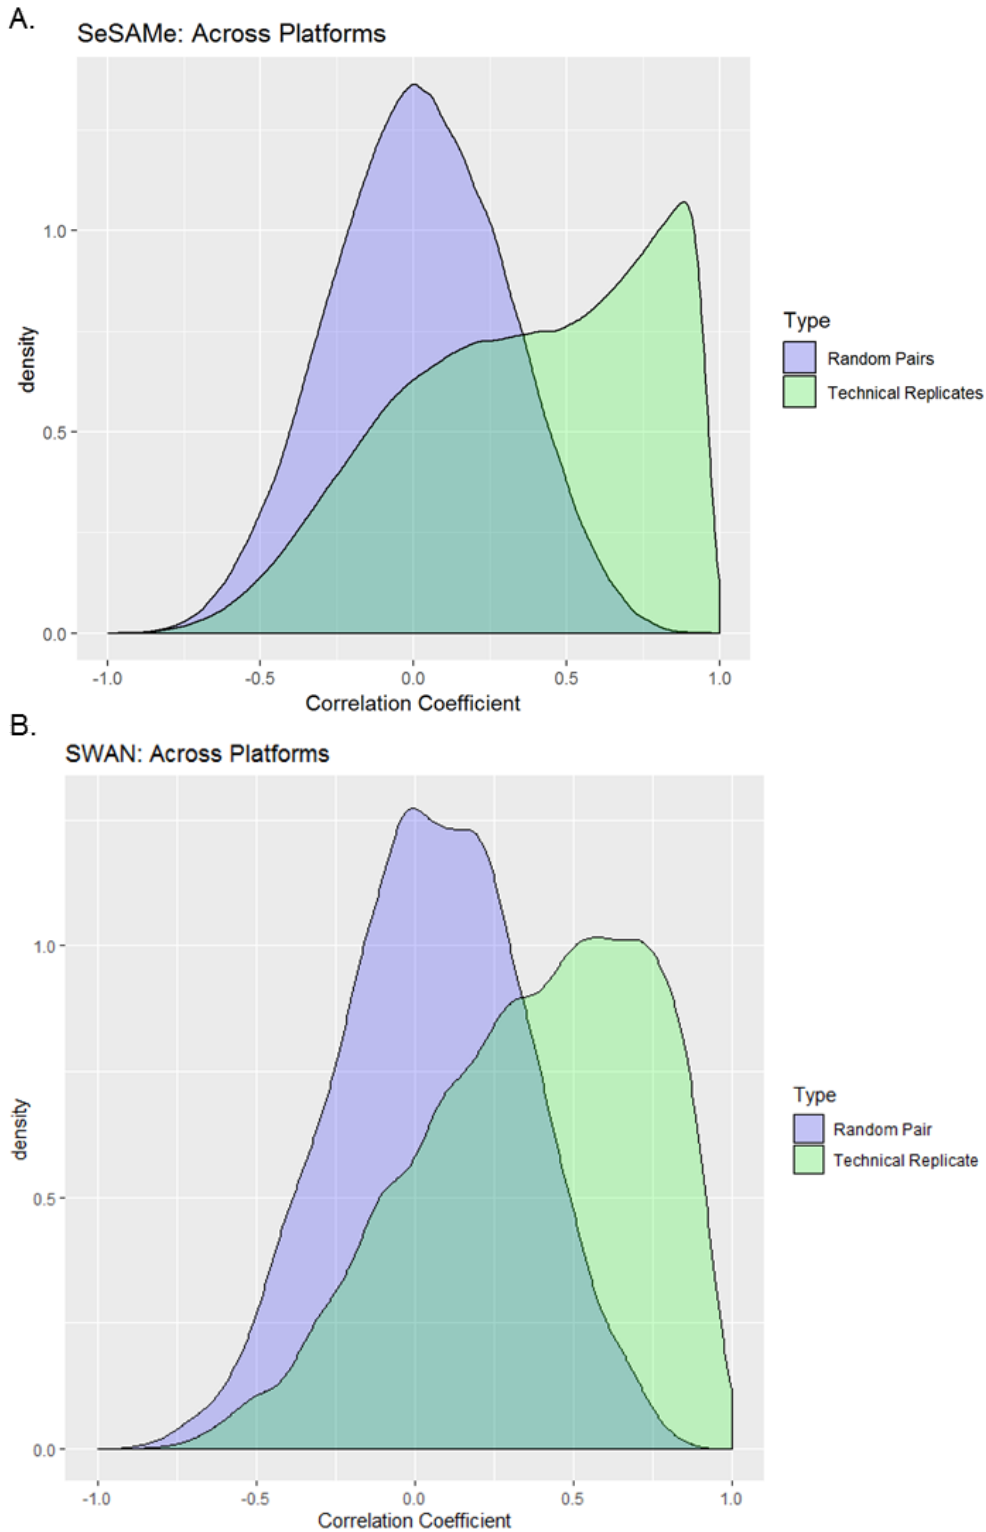 A.
SeSAMe: Across Platforms
density
1.0
0.5
0.0
-1.0 -0.5 0.0 0.5 1.0
Correlation Coefficient
Type
Random Pairs
Technical Replicates
B.
SWAN: Across Platforms
density
1.0
0.5
0.0
-1.0 -0.5 0.0 0.5 1.0
Correlation Coefficient
Type
Random Pair
Technical Replicate